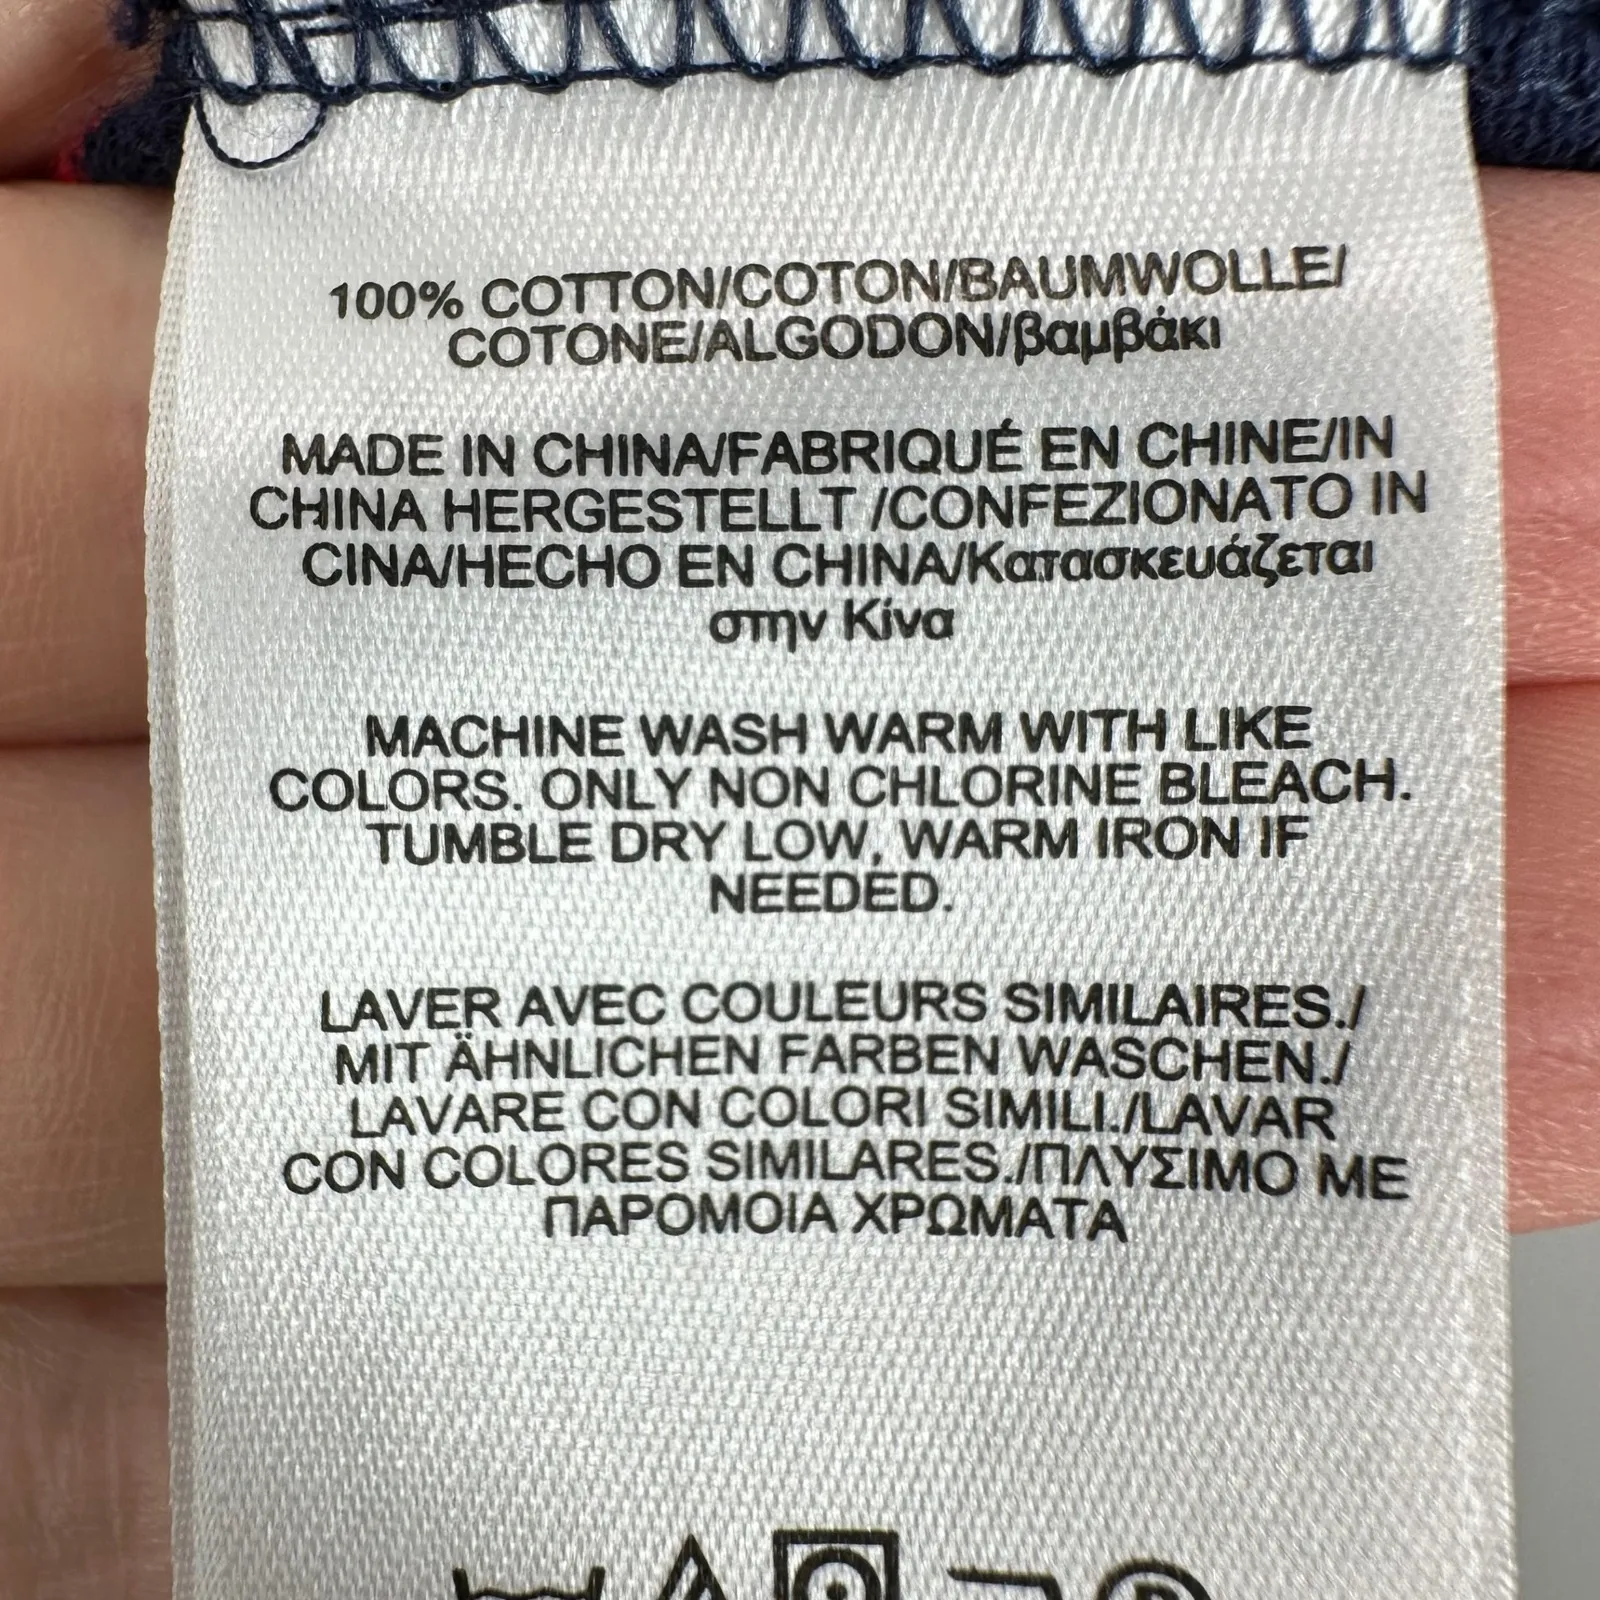 100% COTTON/COTON/BAUMWOLLE/
COTONE/ALGODON/βαμβάκι
MADE IN CHINA/FABRIQUÉ EN CHINE/IN
CHINA HERGESTELLT /CONFEZIONATO IN
CINA/HECHO EN CHINA/Κατασκευάζεται
στην Κίνα
MACHINE WASH WARM WITH LIKE
COLORS. ONLY NON CHLORINE BLEACH.
TUMBLE DRY LOW, WARM IRON IF
NEEDED.
LAVER AVEC COULEURS SIMILAIRES./
MIT ÄHNLICHEN FARBEN WASCHEN./
LAVARE CON COLORI SIMILI./LAVAR
CON COLORES SIMILARES./ΠΛΥΣΙΜΟ ΜΕ
ΠΑΡΟΜΟΙΑ ΧΡΩΜΑΤΑ